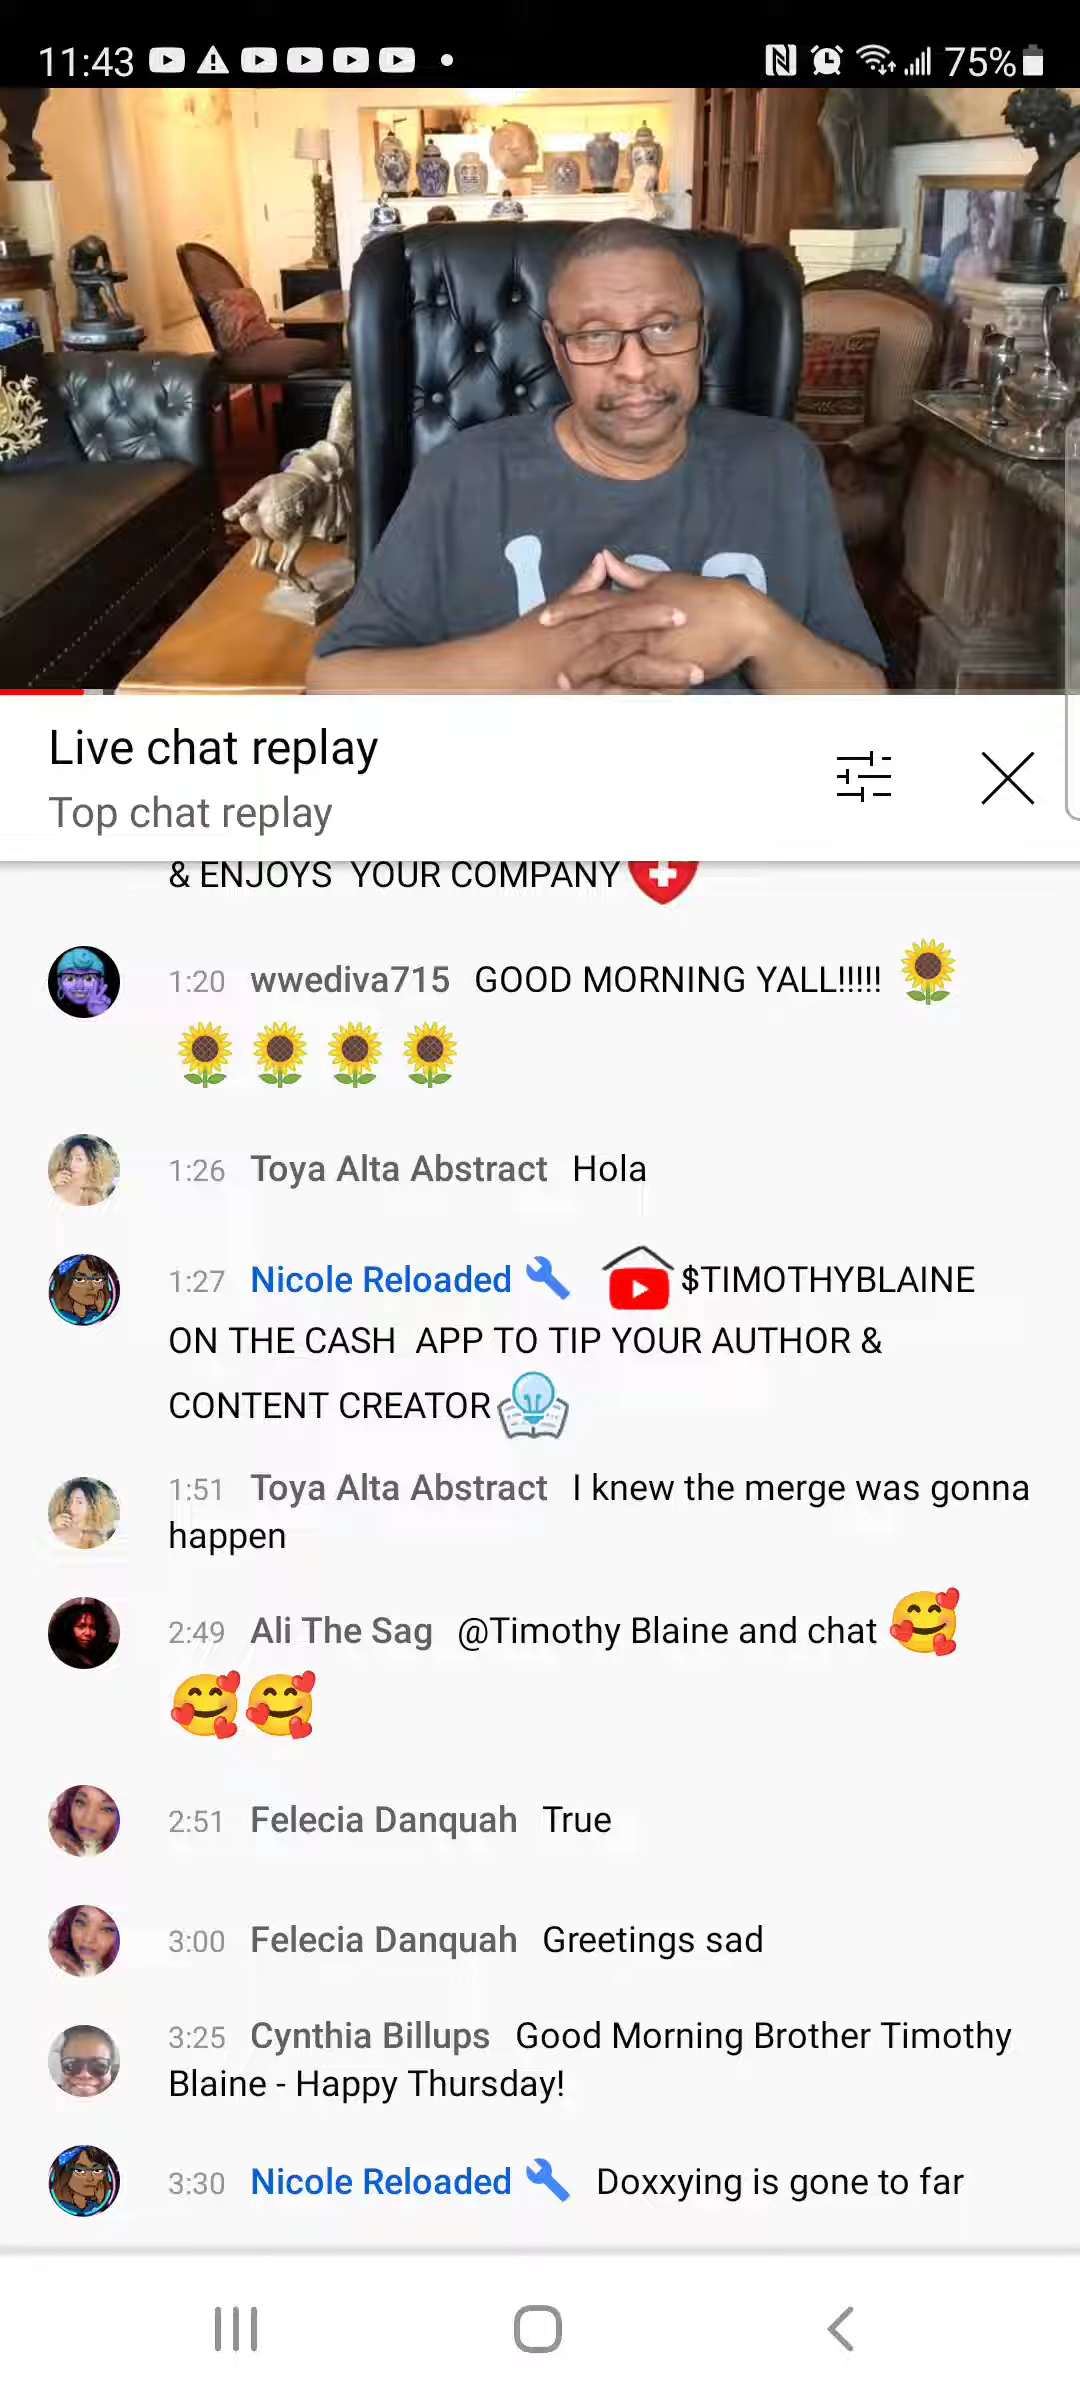 11:43
75%
Live chat replay
Top chat replay
& ENJOYS YOUR COMPANY
1:20 wwediva715 GOOD MORNING YALL!!!!!
1:26 Toya Alta Abstract Hola
1:27 Nicole Reloaded $TIMOTHYBLAINE
ON THE CASH APP TO TIP YOUR AUTHOR &
CONTENT CREATOR
1:51 Toya Alta Abstract I knew the merge was gonna
happen
2:49 Ali The Sag @Timothy Blaine and chat
2:51 Felecia Danquah True
3:00 Felecia Danquah Greetings sad
3:25 Cynthia Billups Good Morning Brother Timothy
Blaine - Happy Thursday!
3:30 Nicole Reloaded Doxxying is gone to far